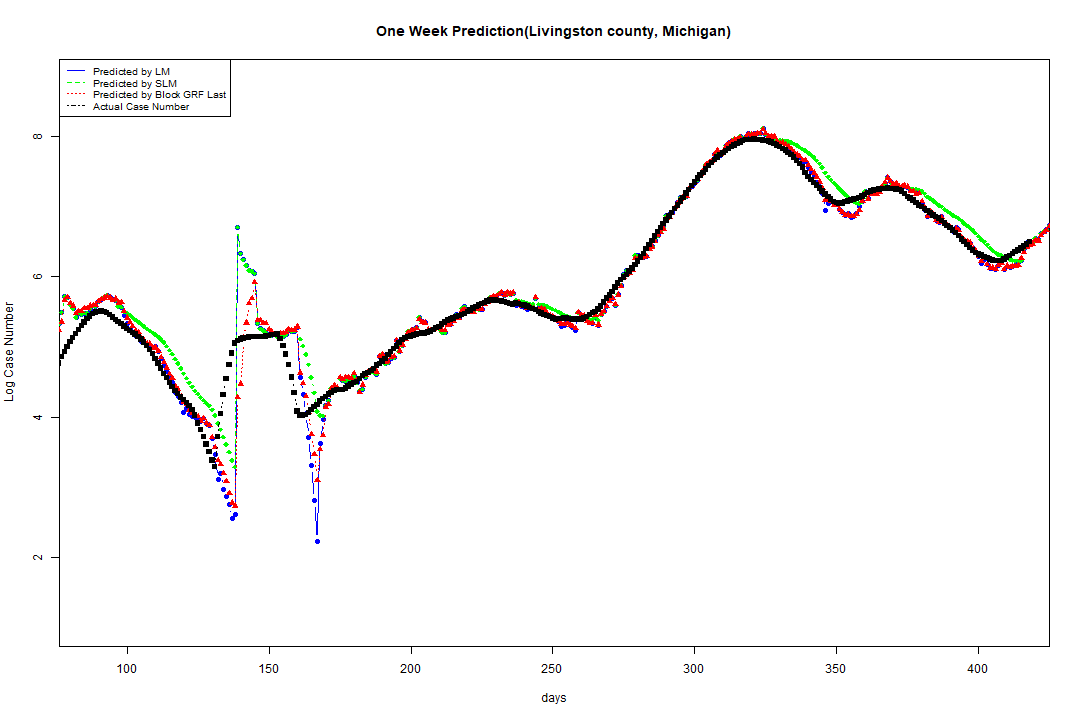 One Week Prediction(Livingston county, Michigan)
Predicted by LM
Predicted by SLM
Predicted by Block GRF Last
Actual Case Number
Log Case Number
8
6
4
2
100 150 200 250 300 350 400
days